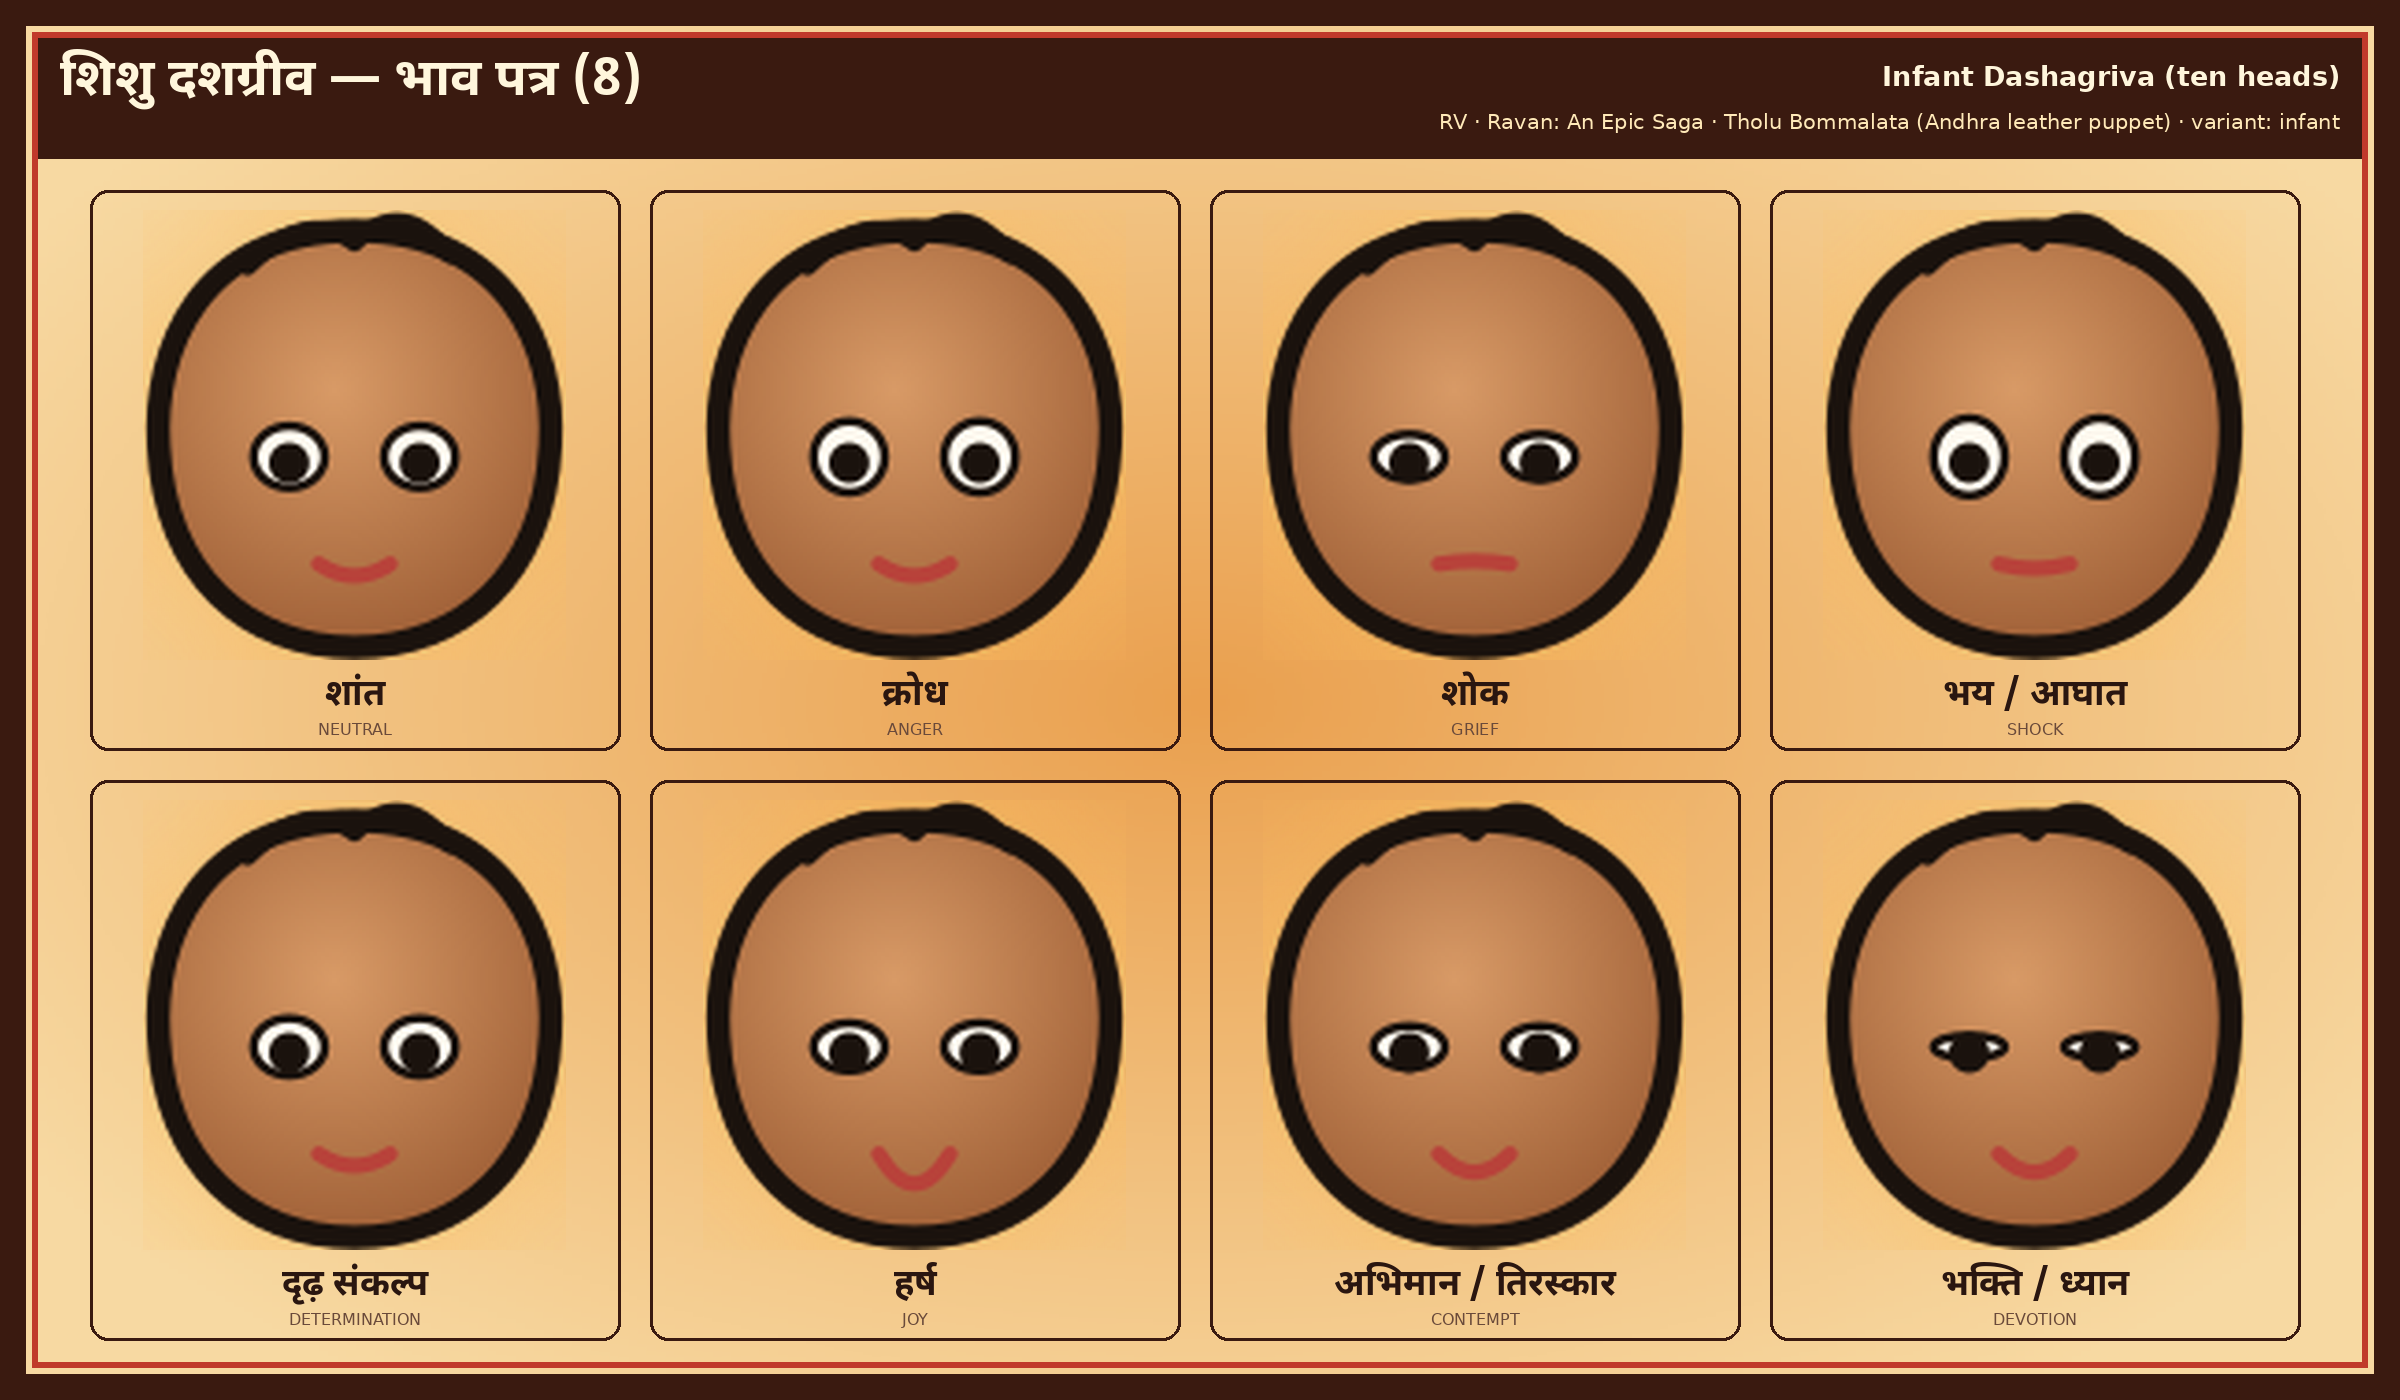 शिशु दशग्रीव — भाव पत्र (8)
Infant Dashagriva (ten heads)
RV · Ravan: An Epic Saga · Tholu Bommalata (Andhra leather puppet) · variant: infant
शांत
NEUTRAL
क्रोध
ANGER
शोक
GRIEF
भय / आघात
SHOCK
दृढ़ संकल्प
DETERMINATION
हर्ष
JOY
अभिमान / तिरस्कार
CONTEMPT
भक्ति / ध्यान
DEVOTION